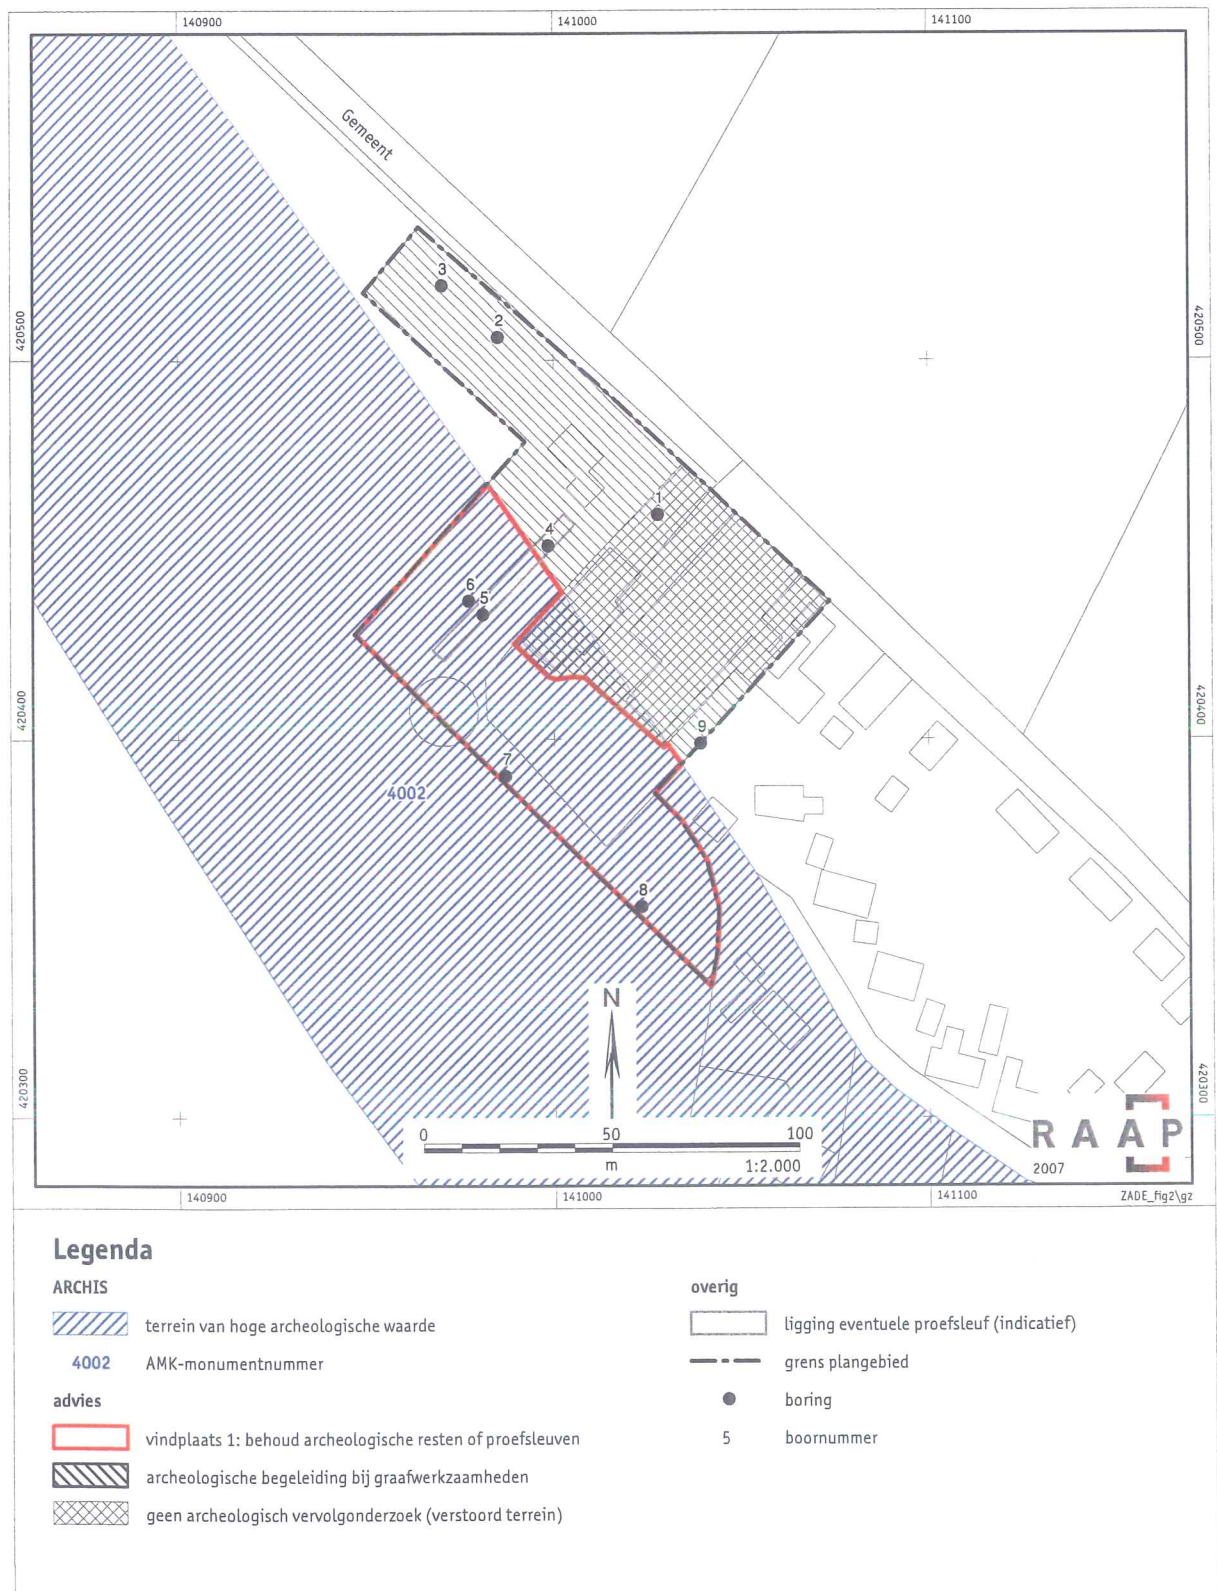 140900
141000
141100
Gemeent
3
2
420500
420500
1
4
6
5
9
420400
420400
7
4002
8
N
420300
420300
0
50
100
m
1:2.000
RAAP
2007
140900
141000
141100
ZADE_fig2\gz
Legenda
ARCHIS
terrein van hoge archeologische waarde
4002
AMK-monumentnummer
advies
vindplaats 1: behoud archeologische resten of proefsleuven
archeologische begeleiding bij graafwerkzaamheden
geen archeologisch vervolgonderzoek (verstoord terrein)
overig
ligging eventuele proefsleuf (indicatief)
grens plangebied
boring
5
boornummer